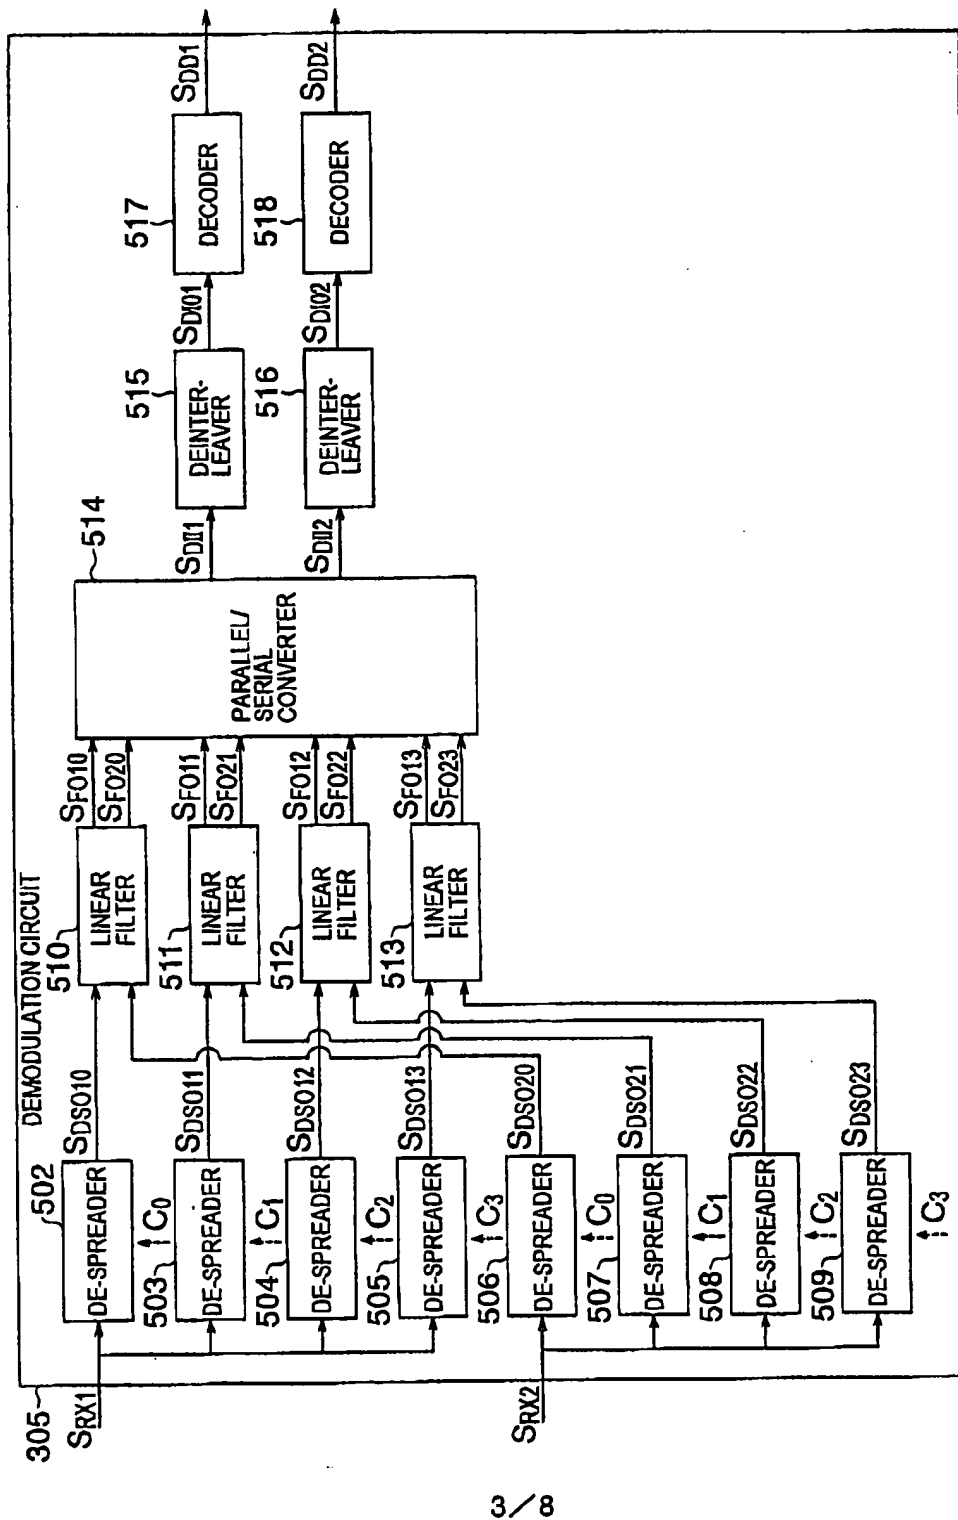 DEMODULATION CIRCUIT
305
SRX1
SRX2
502
DE-SPREADER
C0
SDSO10
503
DE-SPREADER
C1
SDSO11
504
DE-SPREADER
C2
SDSO12
505
DE-SPREADER
C3
SDSO13
506
DE-SPREADER
C0
SDSO20
507
DE-SPREADER
C1
SDSO21
508
DE-SPREADER
C2
SDSO22
509
DE-SPREADER
C3
SDSO23
510
LINEAR
FILTER
SFO10
SFO20
511
LINEAR
FILTER
SFO11
SFO21
512
LINEAR
FILTER
SFO12
SFO22
513
LINEAR
FILTER
SFO13
SFO23
514
PARALLEL/
SERIAL
CONVERTER
SDII1
SDII2
515
DEINTER-
LEAVER
SDIO1
516
DEINTER-
LEAVER
SDIO2
517
DECODER
SDD1
518
DECODER
SDD2
3/8